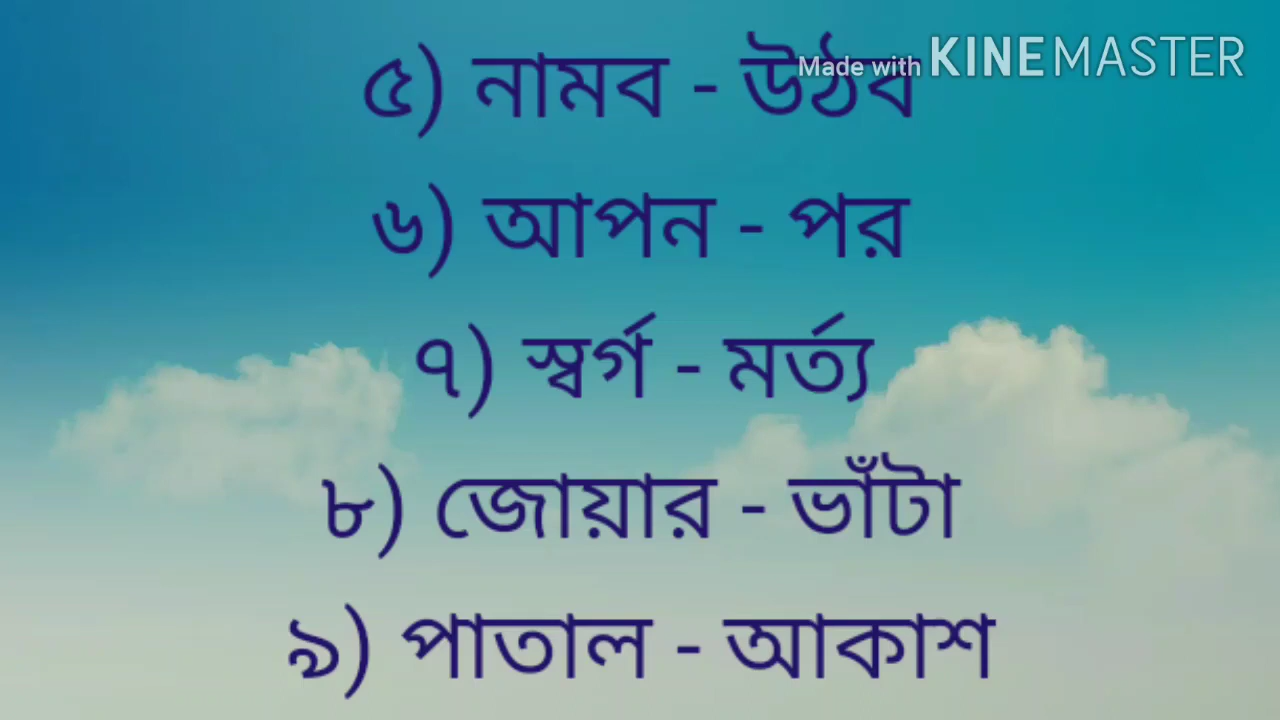 ৫) নামব - উঠব
Made with KINEMASTER
৬) আপন - পর
৭) স্বর্গ - মর্ত্য
৮) জোয়ার - ভাঁটা
৯) পাতাল - আকাশ